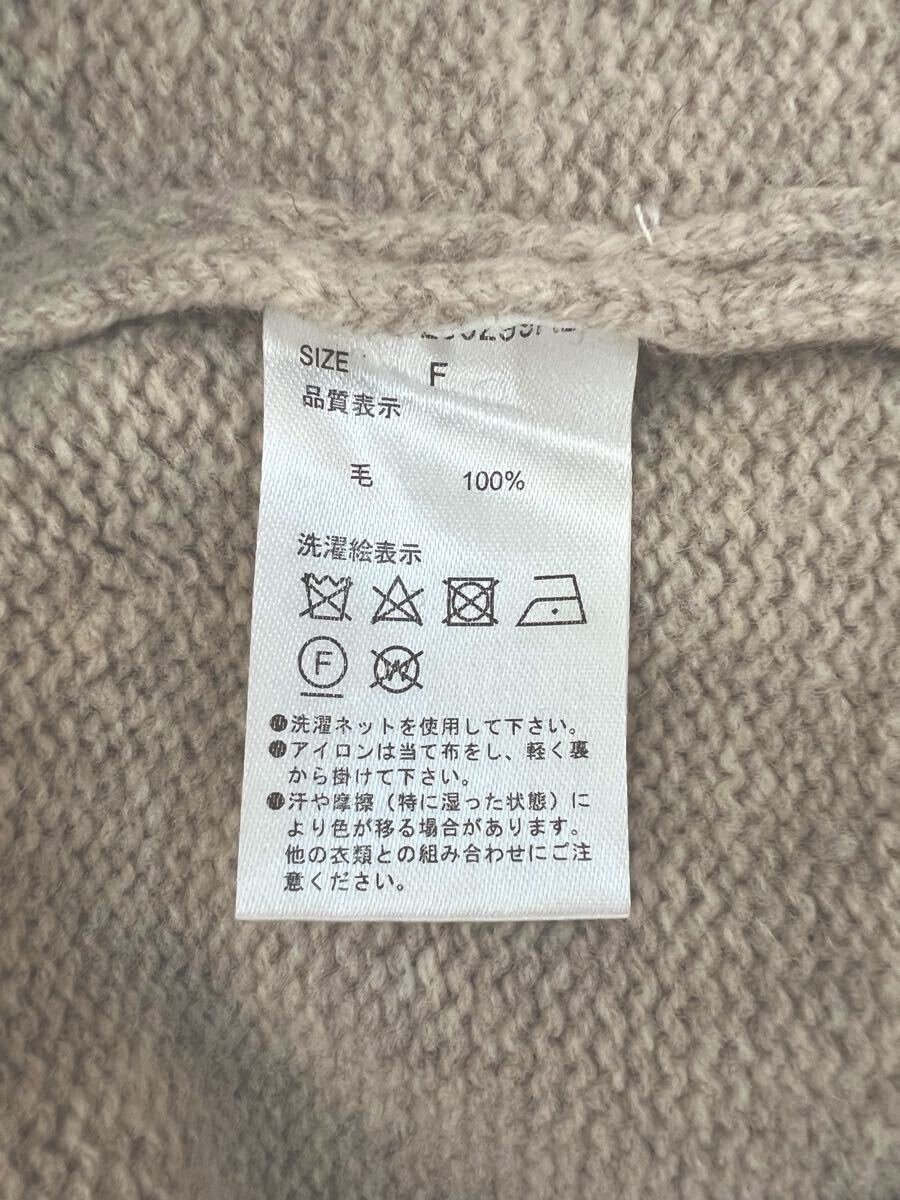 SIZE F
品質表示
毛 100%
洗濯絵表示
F W
●洗濯ネットを使用して下さい。
●アイロンは当て布をし、軽く裏
から掛けて下さい。
●汗や摩擦（特に湿った状態）に
より色が移る場合があります。
他の衣類との組み合わせにご注
意ください。